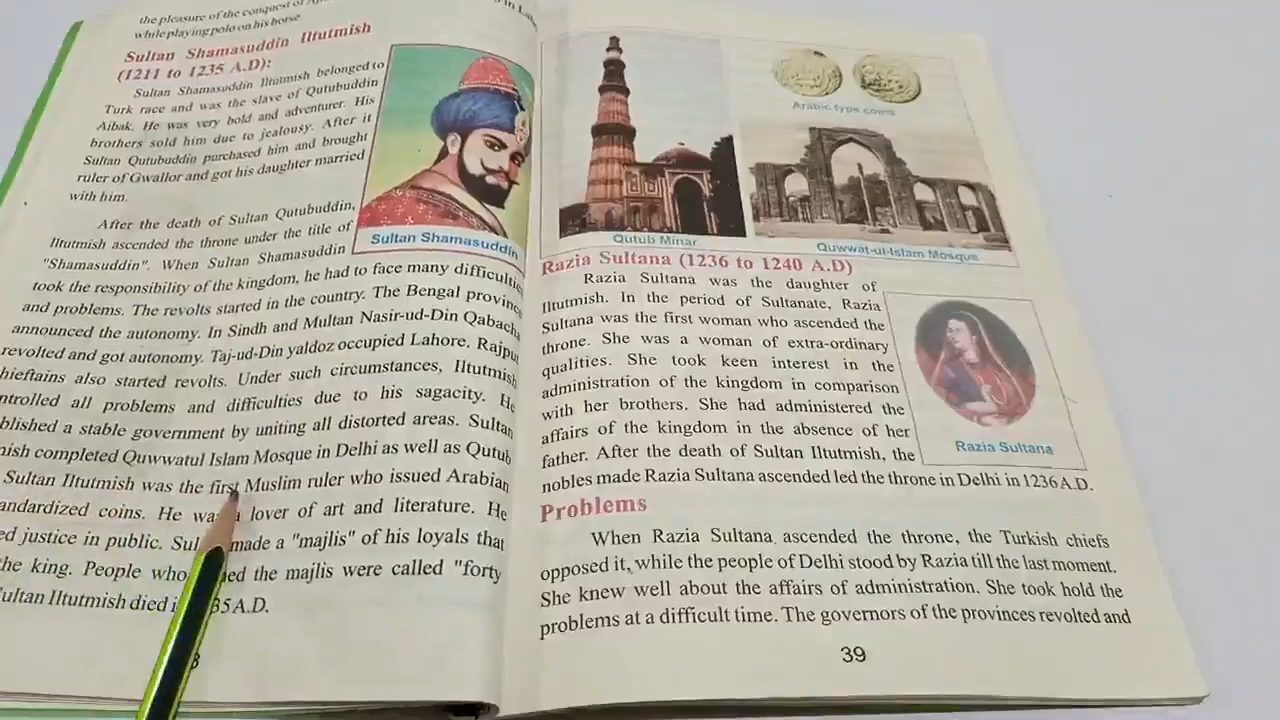 the pleasure of the conquest of
while playing polo on his horse
Sultan Shamasuddin Iltutmish
(1211 to 1235 A.D):
Sultan Shamasuddin Iltutmish belonged to
Turk race and was the slave of Qutubuddin
Aibak. He was very bold and adventurer. His
brothers sold him due to jealousy. After it
Sultan Qutubuddin purchased him and brought
ruler of Gwallor and got his daughter married
with him.
Sultan Shamasuddin
After the death of Sultan Qutubuddin,
Iltutmish ascended the throne under the title of
"Shamasuddin". When Sultan Shamasuddin
took the responsibility of the kingdom, he had to face many
and problems. The revolts started in the country. The Bengal
announced the autonomy. In Sindh and Multan Nasir-ud-Din
revolted and got autonomy. Taj-ud-Din yaldoz occupied Lahore.
also started revolts. Under such circumstances, Iltutmish
all problems and difficulties due to his sagacity. He
a stable government by uniting all distorted areas. Sultan
completed Quwwatul Islam Mosque in Delhi as well as Qutub
Sultan Iltutmish was the first Muslim ruler who issued Arabian
coins. He was a lover of art and literature. He
justice in public. made a "majlis" of his loyals that
the king. People who the majlis were called "forty
Sultan Iltutmish died A.D.
Arabic type coins
Qutub Minar
Quwwat-ul-Islam Mosque
Razia Sultana (1236 to 1240 A.D)
Razia Sultana was the daughter of
Iltutmish. In the period of Sultanate, Razia
Sultana was the first woman who ascended the
throne. She was a woman of extra-ordinary
qualities. She took keen interest in the
administration of the kingdom in comparison
with her brothers. She had administered the
affairs of the kingdom in the absence of her
father. After the death of Sultan Iltutmish, the
nobles made Razia Sultana ascended led the throne in Delhi in 1236 A.D.
Razia Sultana
Problems
When Razia Sultana ascended the throne, the Turkish chiefs
opposed it, while the people of Delhi stood by Razia till the last moment.
She knew well about the affairs of administration. She took hold the
problems at a difficult time. The governors of the provinces revolted and
39